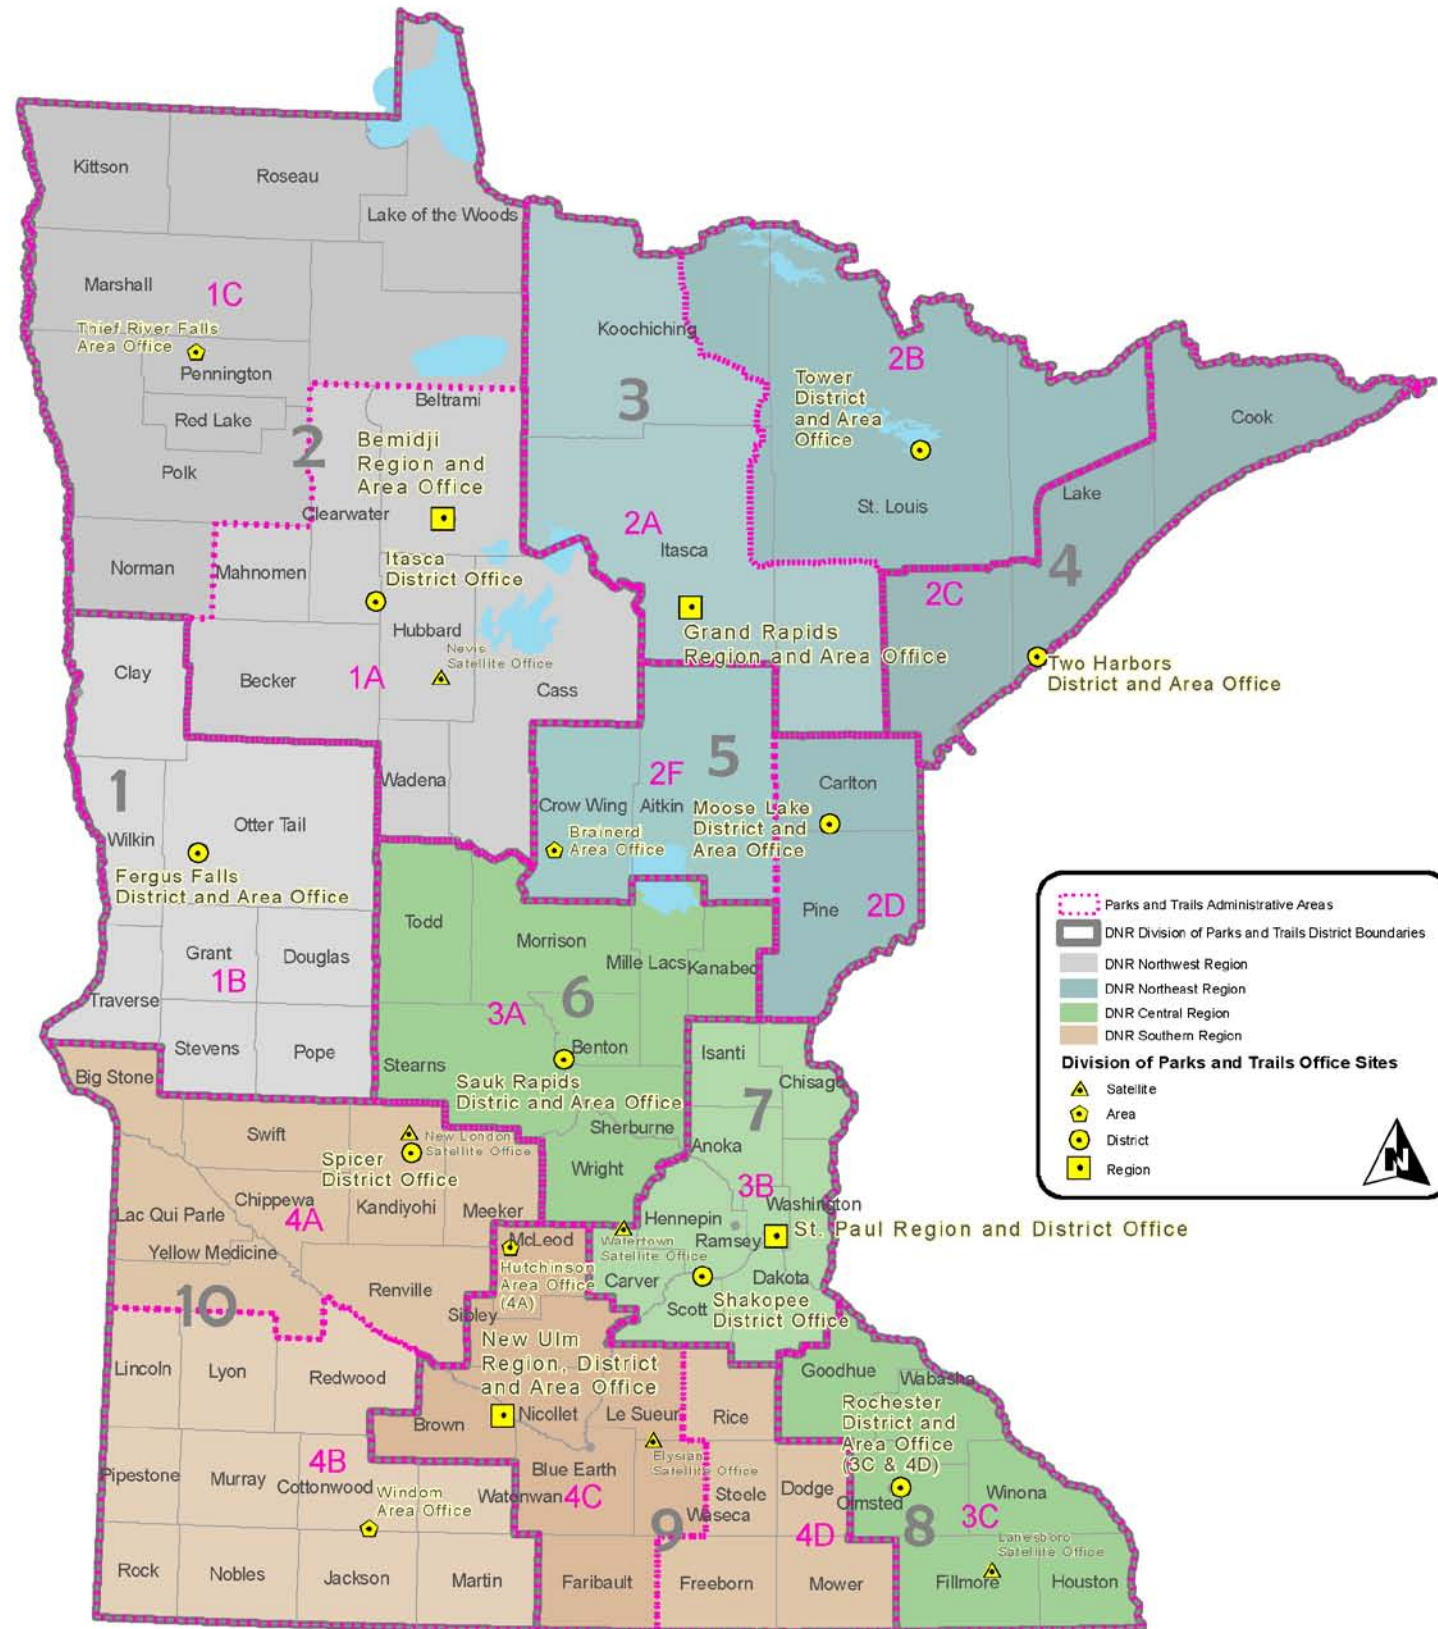 Kittson
Roseau
Lake of the Woods
Marshall
1C
Thief River Falls
Area Office
Pennington
Koochiching
2B
Beltrami
3
Tower
District
and Area
Office
Cook
Red Lake
2
Bemidji
Region and
Area Office
Polk
Clearwater
2A
Itasca
St. Louis
Lake
4
Norman
Mahnomen
Itasca
District Office
2C
Grand Rapids
Region and Area Office
Hubbard
Nevis
Satellite Office
Two Harbors
District and Area Office
Clay
Becker
1A
Cass
1
Wadena
2F
5
Carlton
Crow Wing
Aitkin
Moose Lake
District and
Area Office
Brainerd
Area Office
Wilkin
Otter Tail
Fergus Falls
District and Area Office
Pine
2D
Todd
Morrison
Mille Lacs
Kanabec
Grant
Douglas
1B
Traverse
3A
6
Stevens
Pope
Stearns
Benton
Isanti
Chisago
Big Stone
Sauk Rapids
Distric and Area Office
7
Swift
New London
Satellite Office
Sherburne
Anoka
Spicer
District Office
Wright
3B
Washington
Lac Qui Parle
Chippewa
4A
Kandiyohi
Meeker
Hennepin
Ramsey
St. Paul Region and District Office
Yellow Medicine
McLeod
Watertown
Satellite Office
Hutchinson
Area Office
(4A)
Carver
Dakota
Renville
10
Sibley
Scott
Shakopee
District Office
New Ulm
Region, District
and Area Office
Lincoln
Lyon
Redwood
Goodhue
Wabasha
Brown
Nicollet
Le Sueur
Rice
Rochester
District and
Area Office
(3C & 4D)
Elysian
Satellite Office
Pipestone
Murray
4B
Cottonwood
Windom
Area Office
Watonwan
Blue Earth
4C
Steele
Waseca
Dodge
Olmsted
Winona
9
4D
8
3C
Lanesboro
Satellite Office
Rock
Nobles
Jackson
Martin
Faribault
Freeborn
Mower
Fillmore
Houston
Parks and Trails Administrative Areas
DNR Division of Parks and Trails District Boundaries
DNR Northwest Region
DNR Northeast Region
DNR Central Region
DNR Southern Region
Division of Parks and Trails Office Sites
Satellite
Area
District
Region
N